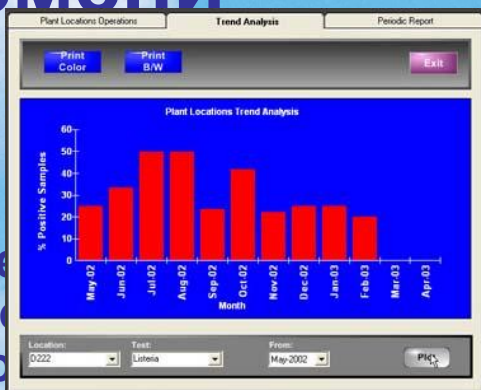 Plant Locations Operations
Trend Analysis
Periodic Report
Print Color
Print B/W
Exit
Plant Locations Trend Analysis
% Positive Samples
60
50
40
30
20
10
0
May-02
Jun-02
Jul-02
Aug-02
Sep-02
Oct-02
Nov-02
Dec-02
Jan-03
Feb-03
Mar-03
Apr-03
Month
Location:
Test:
From:
D222
Listeria
May-2002
Plot